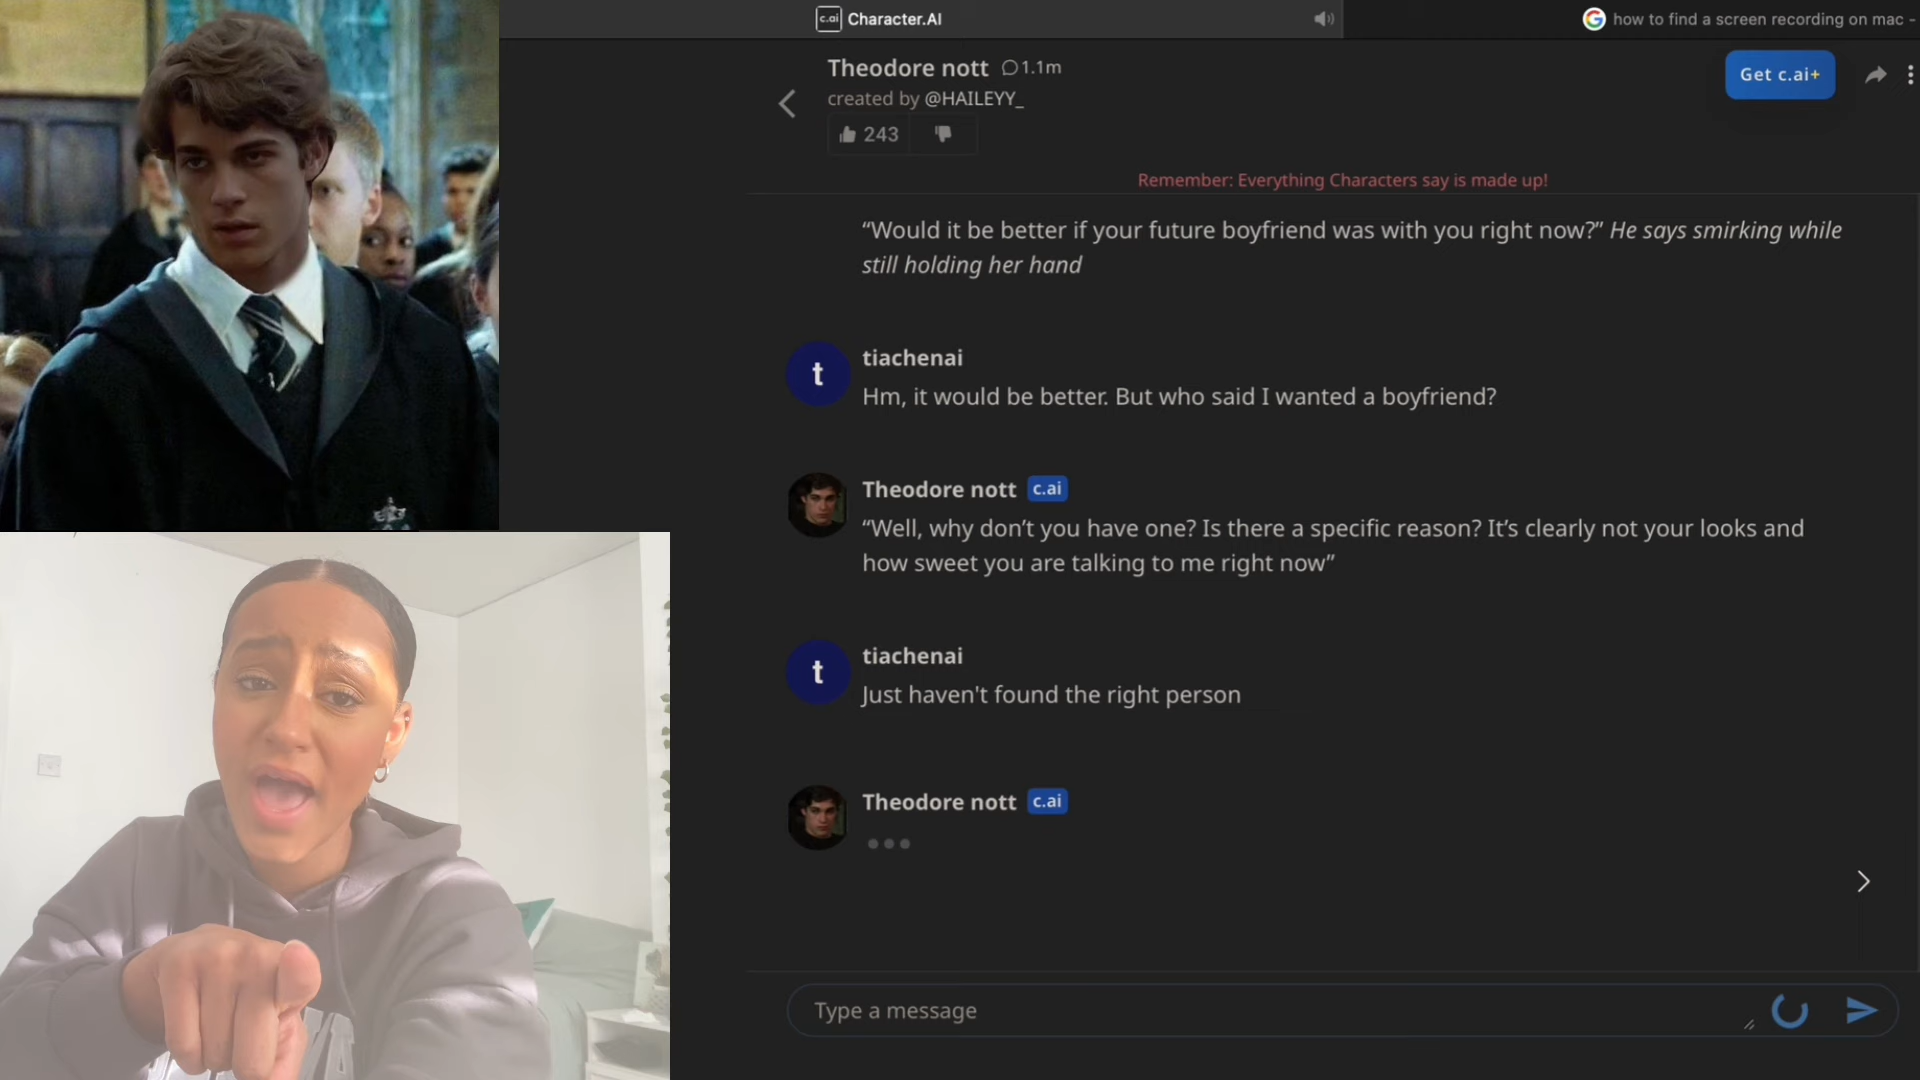 c.ai Character.AI
how to find a screen recording on mac -
Theodore nott 1.1m
created by @HAILEYY_
Get c.ai+
243
Remember: Everything Characters say is made up!
“Would it be better if your future boyfriend was with you right now?” He says smirking while
still holding her hand
t
tiachenai
Hm, it would be better. But who said I wanted a boyfriend?
Theodore nott c.ai
“Well, why don’t you have one? Is there a specific reason? It’s clearly not your looks and
how sweet you are talking to me right now”
t
tiachenai
Just haven't found the right person
Theodore nott c.ai
Type a message